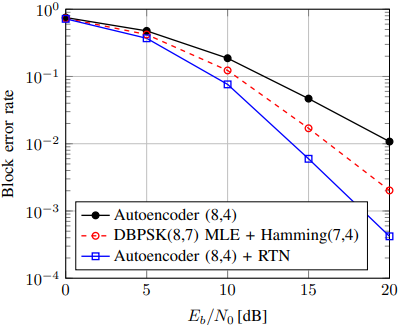 10^0
10^-1
10^-2
10^-3
10^-4
Block error rate
Autoencoder (8,4)
DBPSK(8,7) MLE + Hamming(7,4)
Autoencoder (8,4) + RTN
0 5 10 15 20
E_b/N_0 [dB]